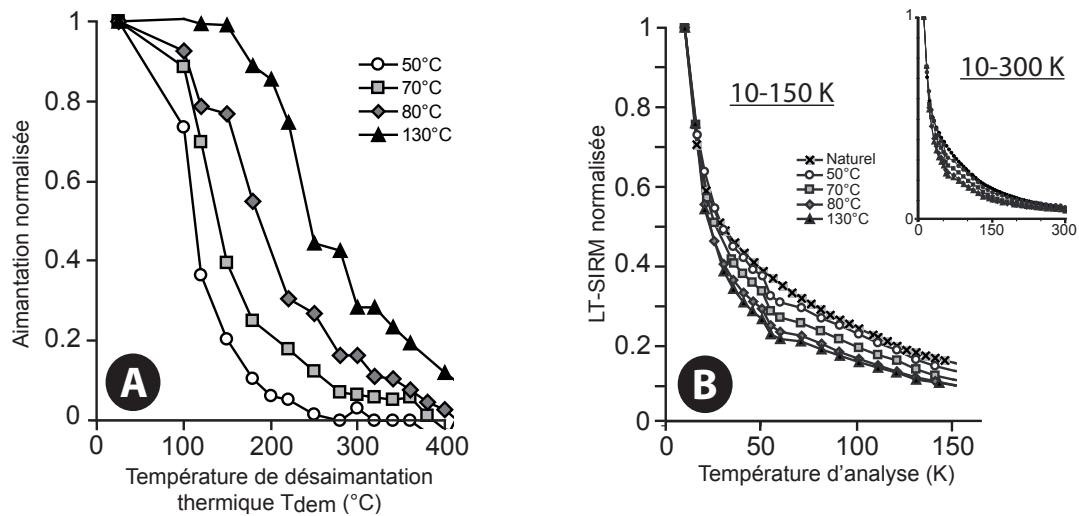 1
0.8
0.6
0.4
0.2
0
0
100
200
300
400
Aimantation normalisée
Température de désaimantation
thermique Tdem (°C)
50°C
70°C
80°C
130°C
A
B
1
0.8
0.6
0.4
0.2
0
0
50
100
150
LT-SIRM normalisée
Température d'analyse (K)
10-150 K
Naturel
50°C
70°C
80°C
130°C
1
0
0
150
300
10-300 K